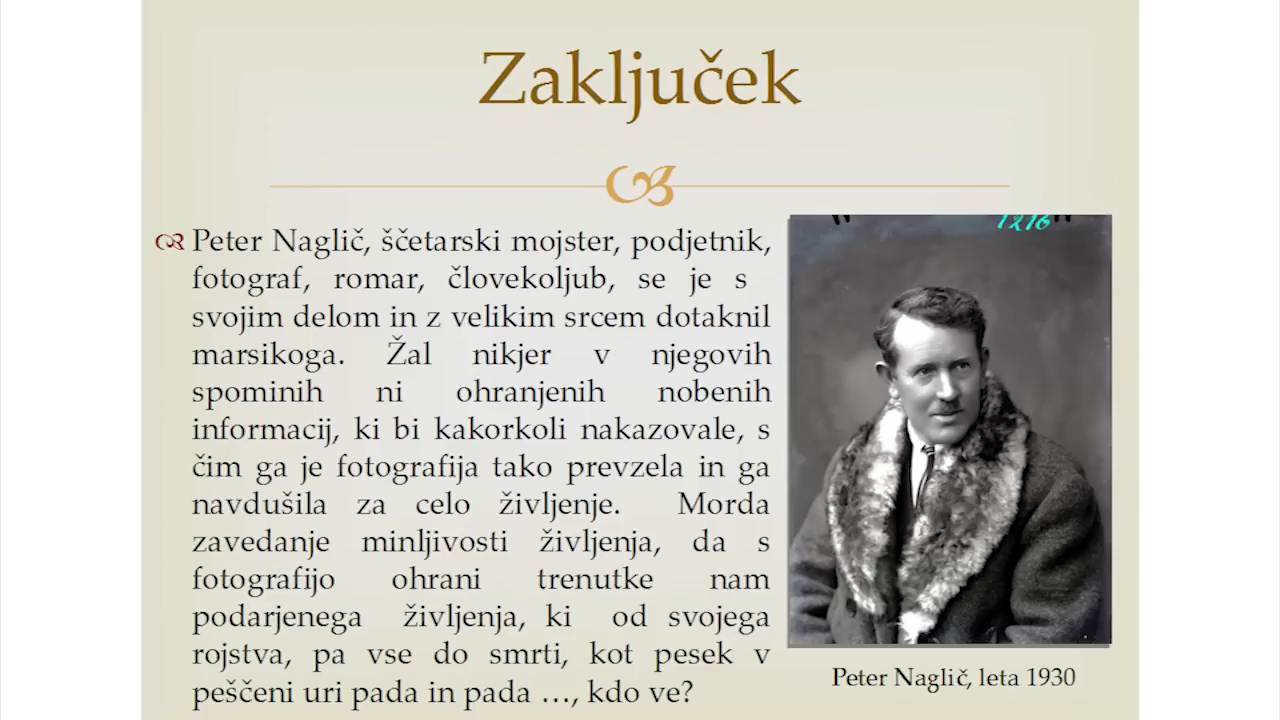 Zaključek
Peter Naglič, ščetarski mojster, podjetnik,
fotograf, romar, človekoljub, se je s
svojim delom in z velikim srcem dotaknil
marsikoga. Žal nikjer v njegovih
spominih ni ohranjenih nobenih
informacij, ki bi kakorkoli nakazovale, s
čim ga je fotografija tako prevzela in ga
navdušila za celo življenje. Morda
zavedanje minljivosti življenja, da s
fotografijo ohrani trenutke nam
podarjenega življenja, ki od svojega
rojstva, pa vse do smrti, kot pesek v
peščeni uri pada in pada …, kdo ve?
1216
Peter Naglič, leta 1930